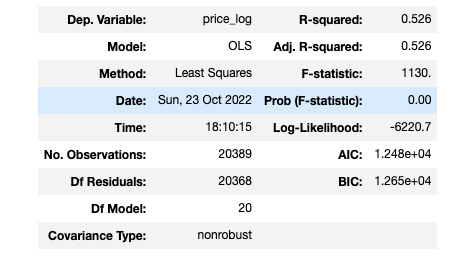 Dep. Variable: price_log R-squared: 0.526
Model: OLS Adj. R-squared: 0.526
Method: Least Squares F-statistic: 1130.
Date: Sun, 23 Oct 2022 Prob (F-statistic): 0.00
Time: 18:10:15 Log-Likelihood: -6220.7
No. Observations: 20389 AIC: 1.248e+04
Df Residuals: 20368 BIC: 1.265e+04
Df Model: 20
Covariance Type: nonrobust